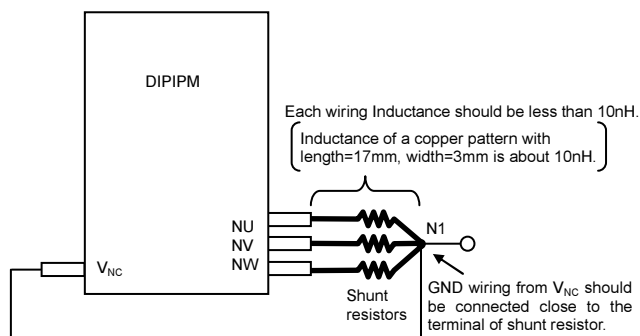 DIPIPM
Each wiring Inductance should be less than 10nH.
Inductance of a copper pattern with
length=17mm, width=3mm is about 10nH.
NU
NV
NW
N1
VNC
Shunt
resistors
GND wiring from VNC should
be connected close to the
terminal of shunt resistor.